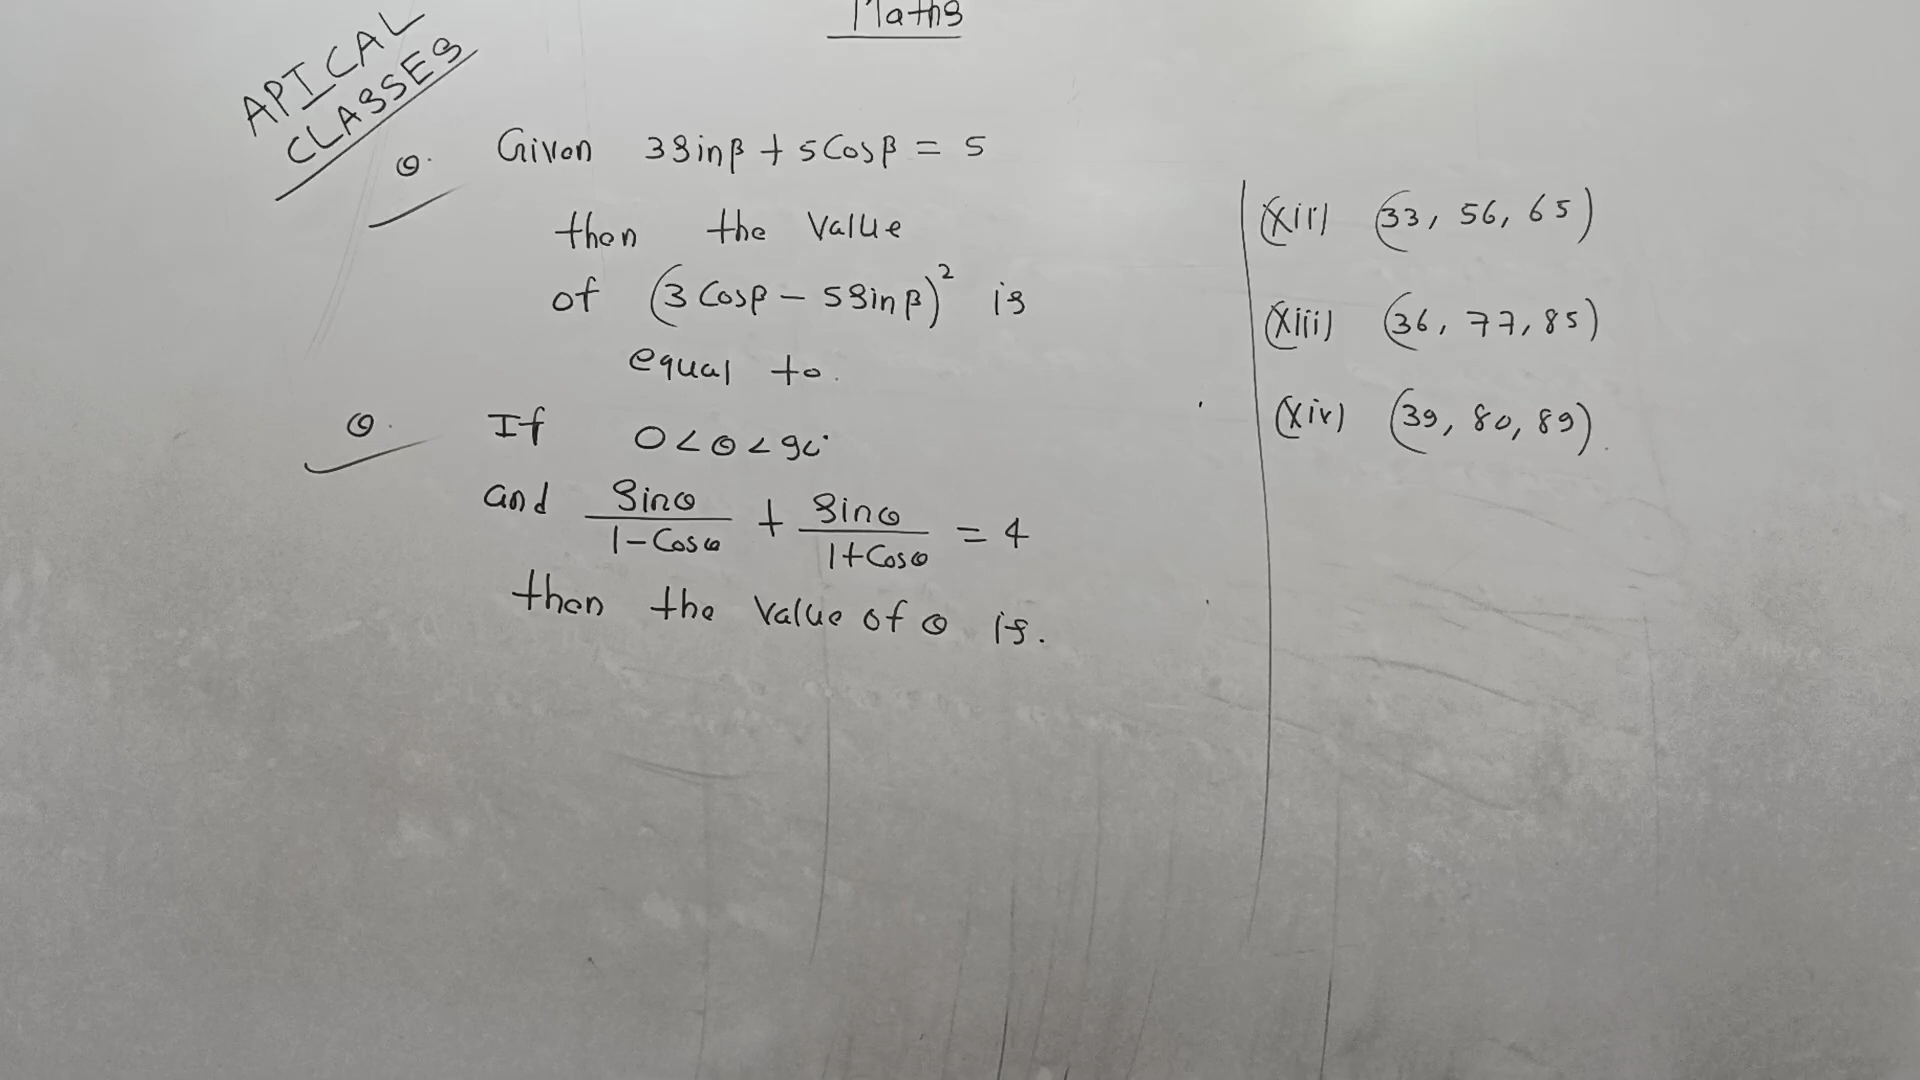 Maths
APICAL
CLASSES
Q. Given 3Sinβ + 5Cosβ = 5
then the Value
of (3 Cosβ - 5Sinβ)² is
equal to.
Q. If 0<θ<90°
and Sinθ/1-Cosθ + Sinθ/1+Cosθ = 4
then the Value of θ is.
(xii) (33, 56, 65)
(xiii) (36, 77, 85)
(xiv) (39, 80, 89)